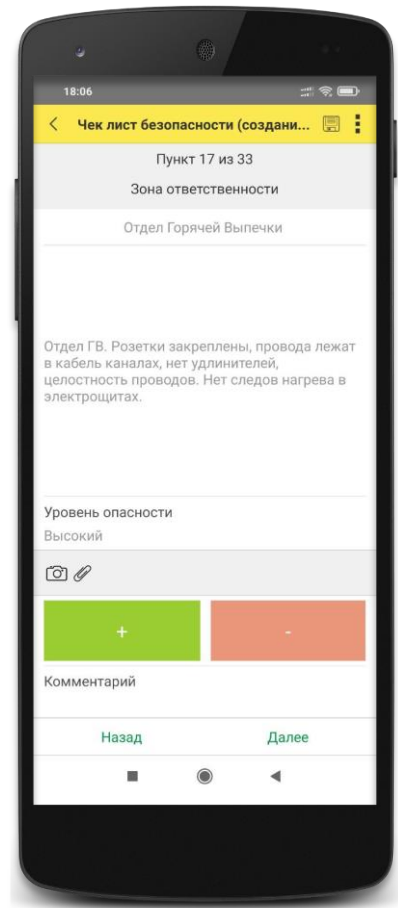 18:06
Чек лист безопасности (создани...
Пункт 17 из 33
Зона ответственности
Отдел Горячей Выпечки
Отдел ГВ. Розетки закреплены, провода лежат
в кабель каналах, нет удлинителей,
целостность проводов. Нет следов нагрева в
электрощитах.
Уровень опасности
Высокий
+
-
Комментарий
Назад
Далее